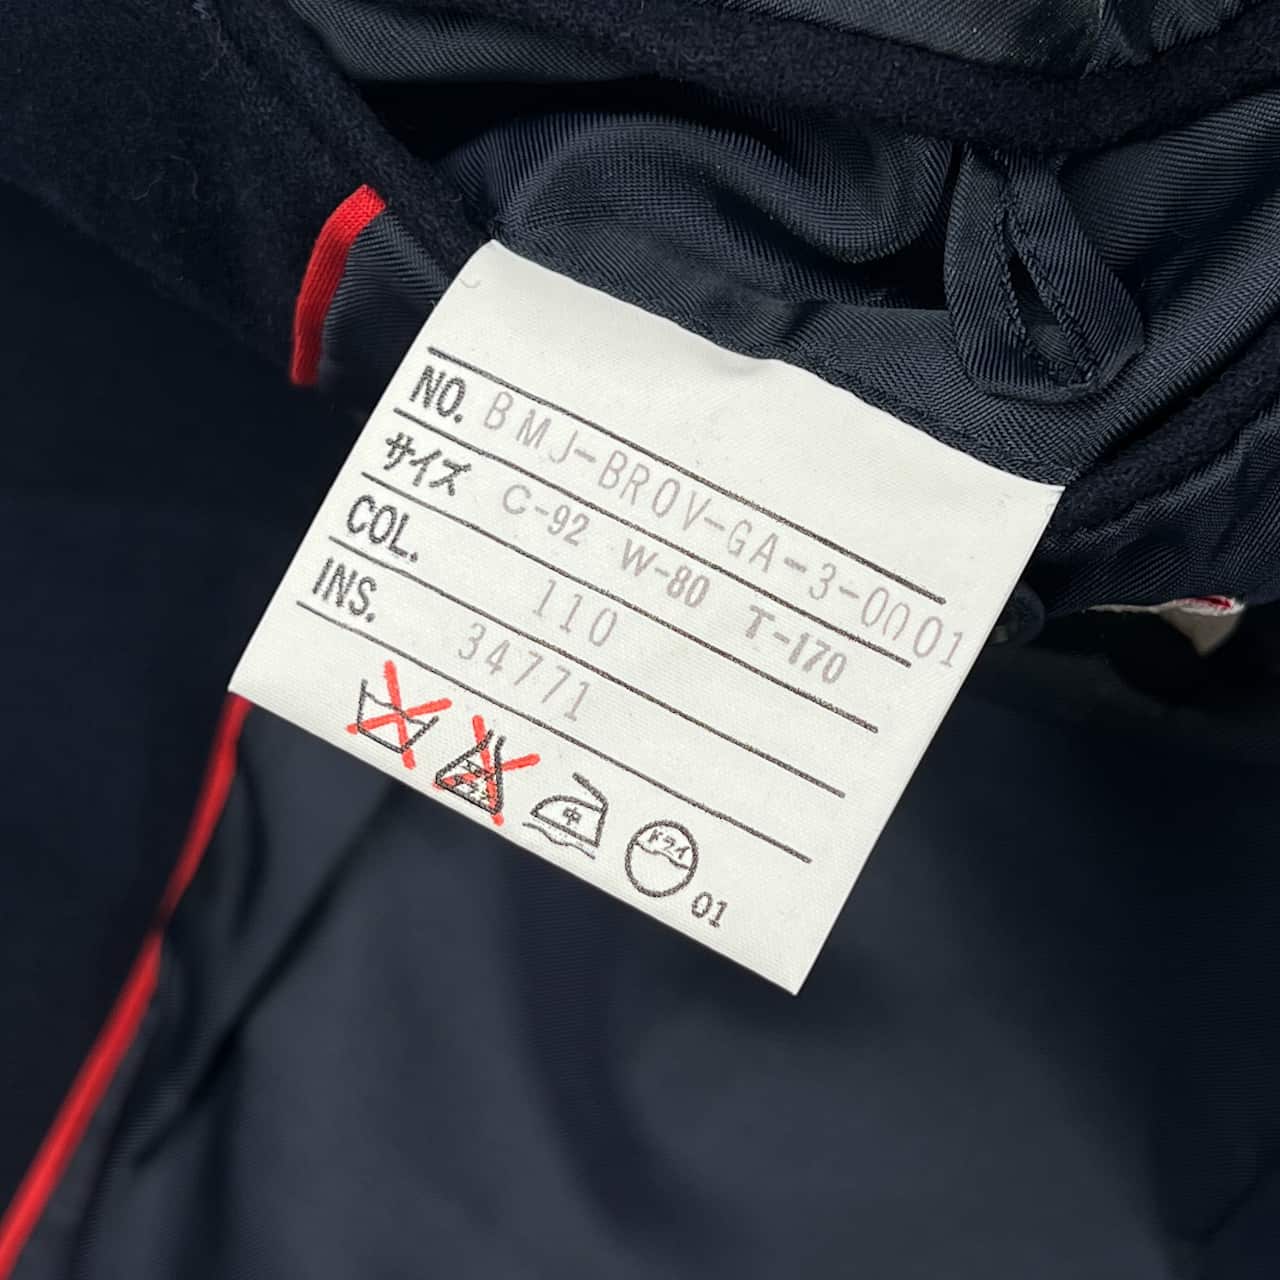 NO. BMJ-BROV-GA-3-0001
サイズ C-92 W-80 T-170
COL. 110
INS. 34771
中
ドライ
01